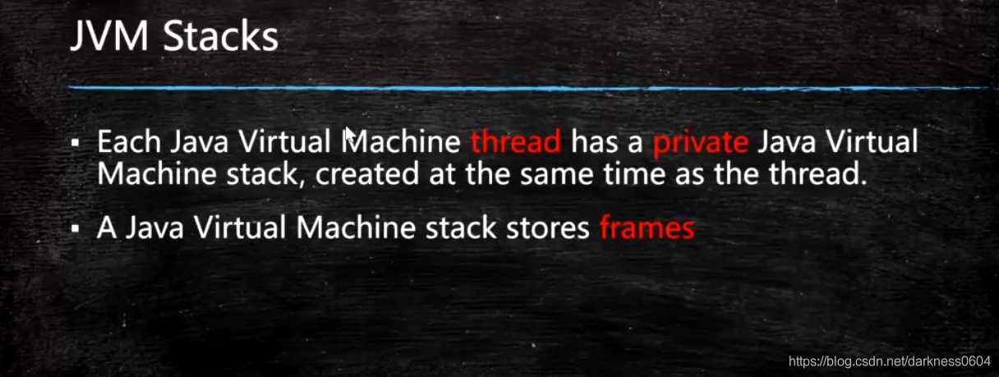 JVM Stacks
▪ Each Java Virtual Machine thread has a private Java Virtual
Machine stack, created at the same time as the thread.
▪ A Java Virtual Machine stack stores frames
https://blog.csdn.net/darkness0604